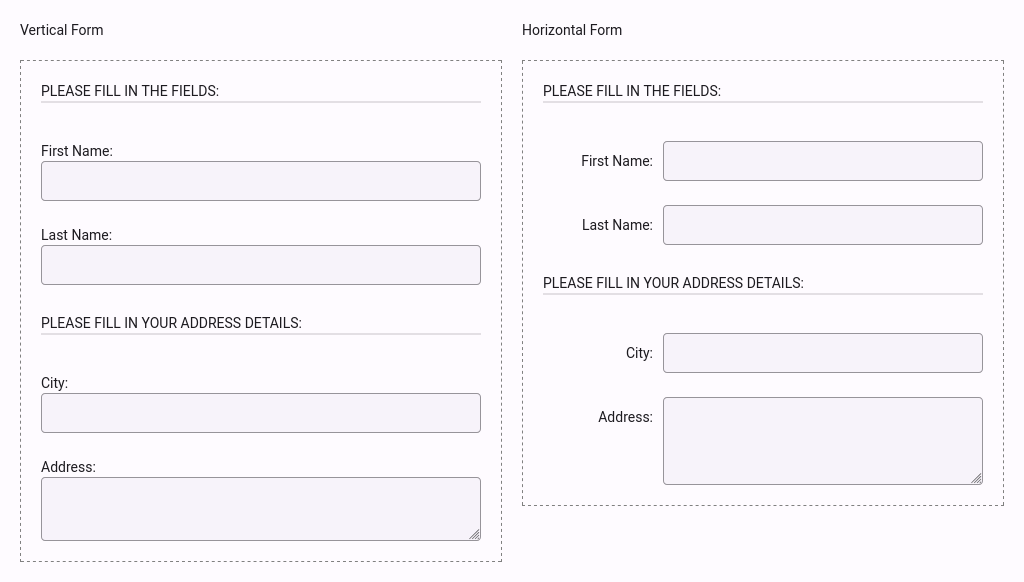 Vertical Form
PLEASE FILL IN THE FIELDS:
First Name:
Last Name:
PLEASE FILL IN YOUR ADDRESS DETAILS:
City:
Address:
Horizontal Form
PLEASE FILL IN THE FIELDS:
First Name:
Last Name:
PLEASE FILL IN YOUR ADDRESS DETAILS:
City:
Address: